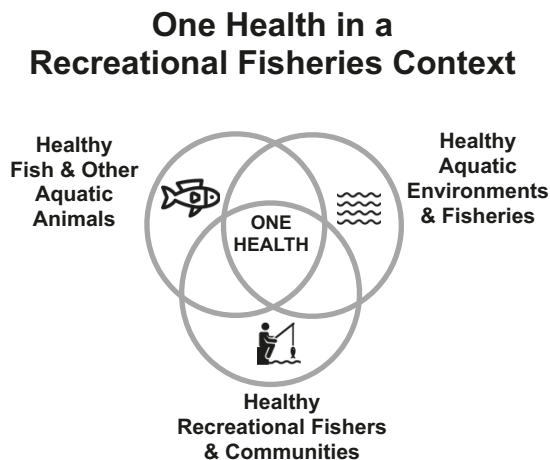 One Health in a
Recreational Fisheries Context
Healthy
Fish & Other
Aquatic
Animals
Healthy
Aquatic
Environments
& Fisheries
ONE
HEALTH
Healthy
Recreational Fishers
& Communities